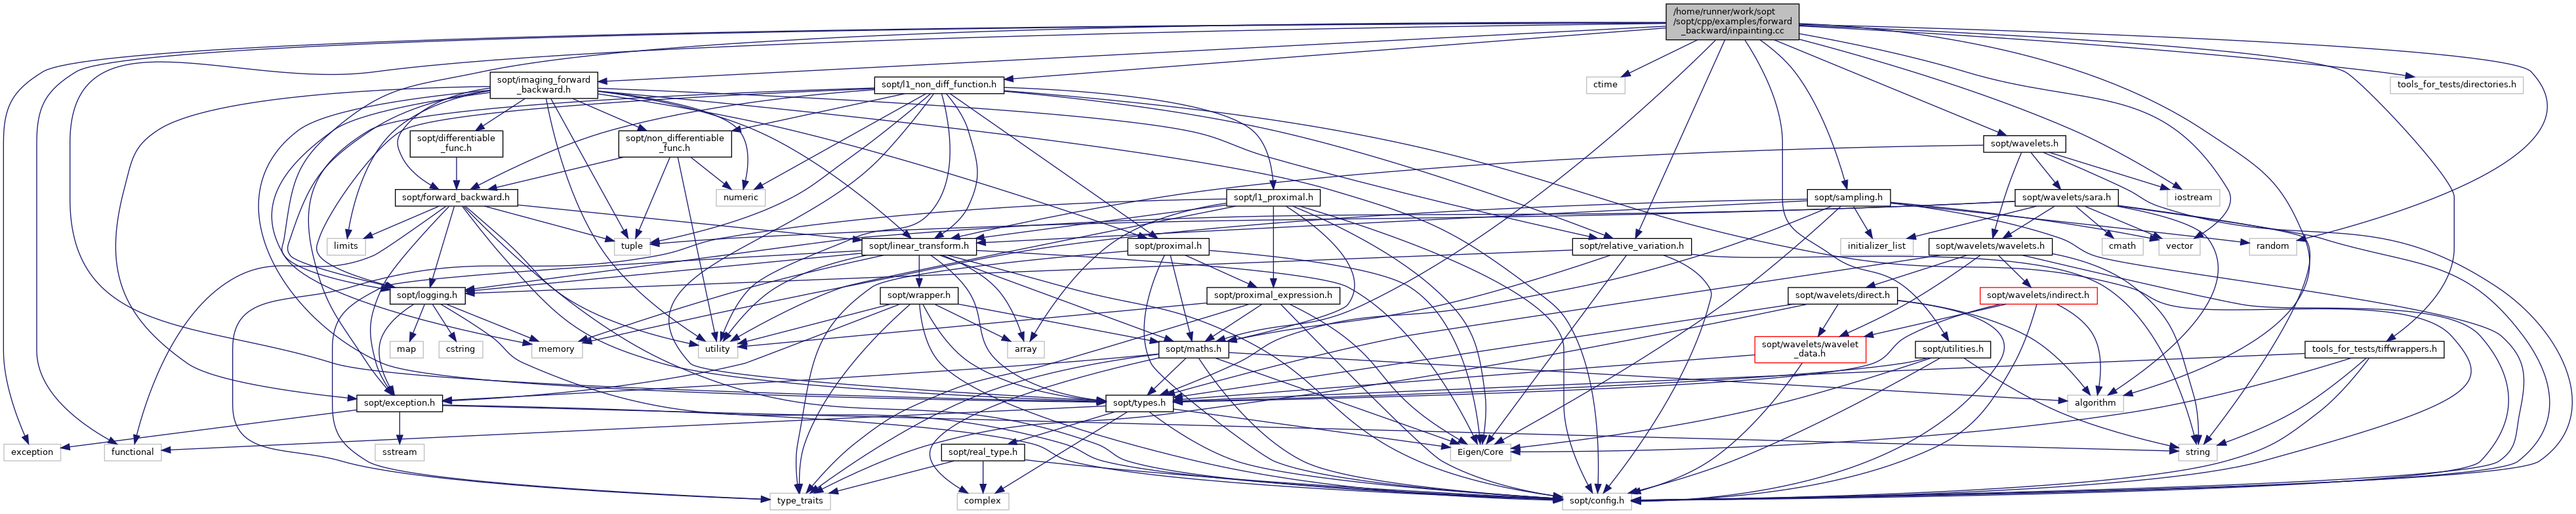 /home/runner/work/sopt
/sopt/cpp/examples/forward
_backward/inpainting.cc
sopt/imaging_forward
_backward.h
sopt/l1_non_diff_function.h
ctime
tools_for_tests/directories.h
sopt/differentiable
_func.h
sopt/non_differentiable
_func.h
sopt/wavelets.h
sopt/forward_backward.h
numeric
sopt/l1_proximal.h
sopt/sampling.h
sopt/wavelets/sara.h
iostream
limits
tuple
sopt/linear_transform.h
sopt/proximal.h
sopt/relative_variation.h
initializer_list
sopt/wavelets/wavelets.h
cmath
vector
random
sopt/logging.h
sopt/wrapper.h
sopt/proximal_expression.h
sopt/wavelets/direct.h
sopt/wavelets/indirect.h
map
cstring
memory
utility
array
sopt/maths.h
sopt/wavelets/wavelet
_data.h
sopt/utilities.h
tools_for_tests/tiffwrappers.h
sopt/exception.h
sopt/types.h
algorithm
exception
functional
sstream
sopt/real_type.h
Eigen/Core
string
type_traits
complex
sopt/config.h